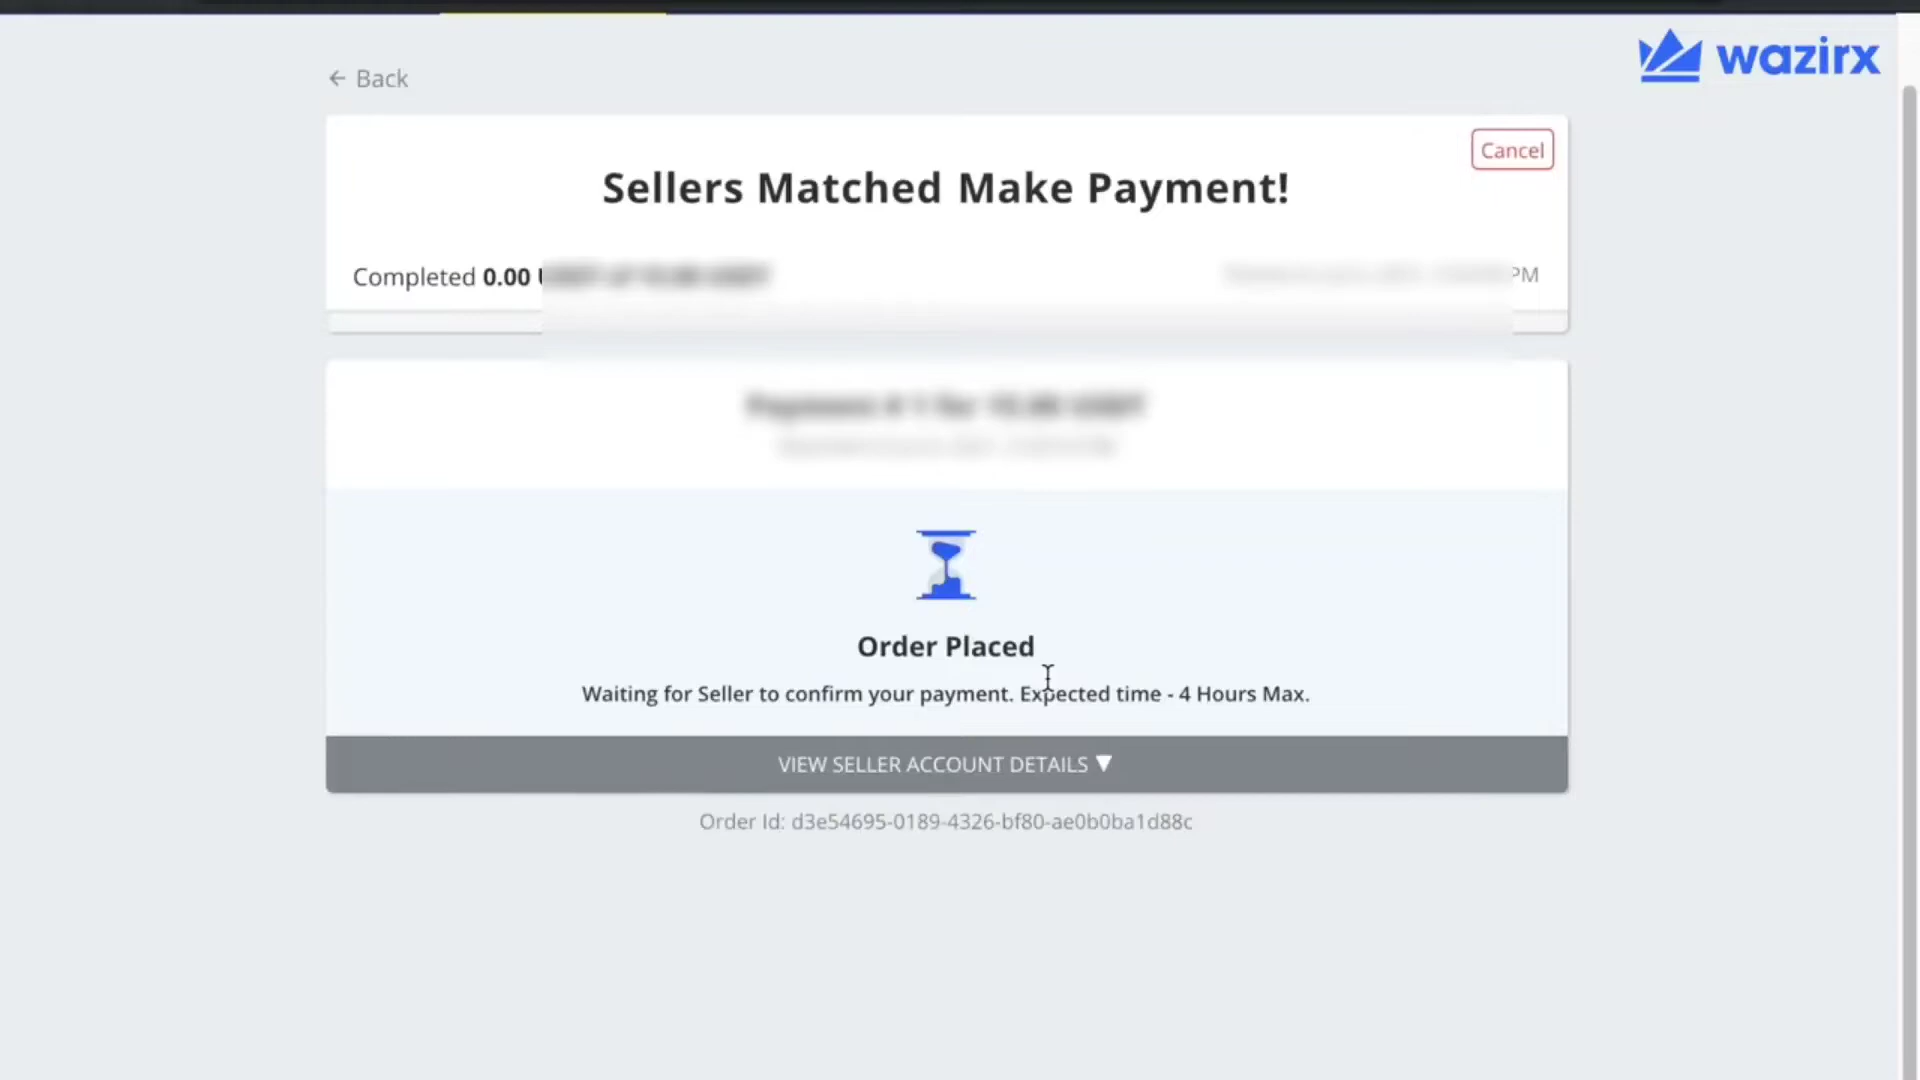 wazirx
← Back
Cancel
Sellers Matched Make Payment!
Completed 0.00
PM
Order Placed
Waiting for Seller to confirm your payment. Expected time - 4 Hours Max.
VIEW SELLER ACCOUNT DETAILS ▼
Order Id: d3e54695-0189-4326-bf80-ae0b0ba1d88c